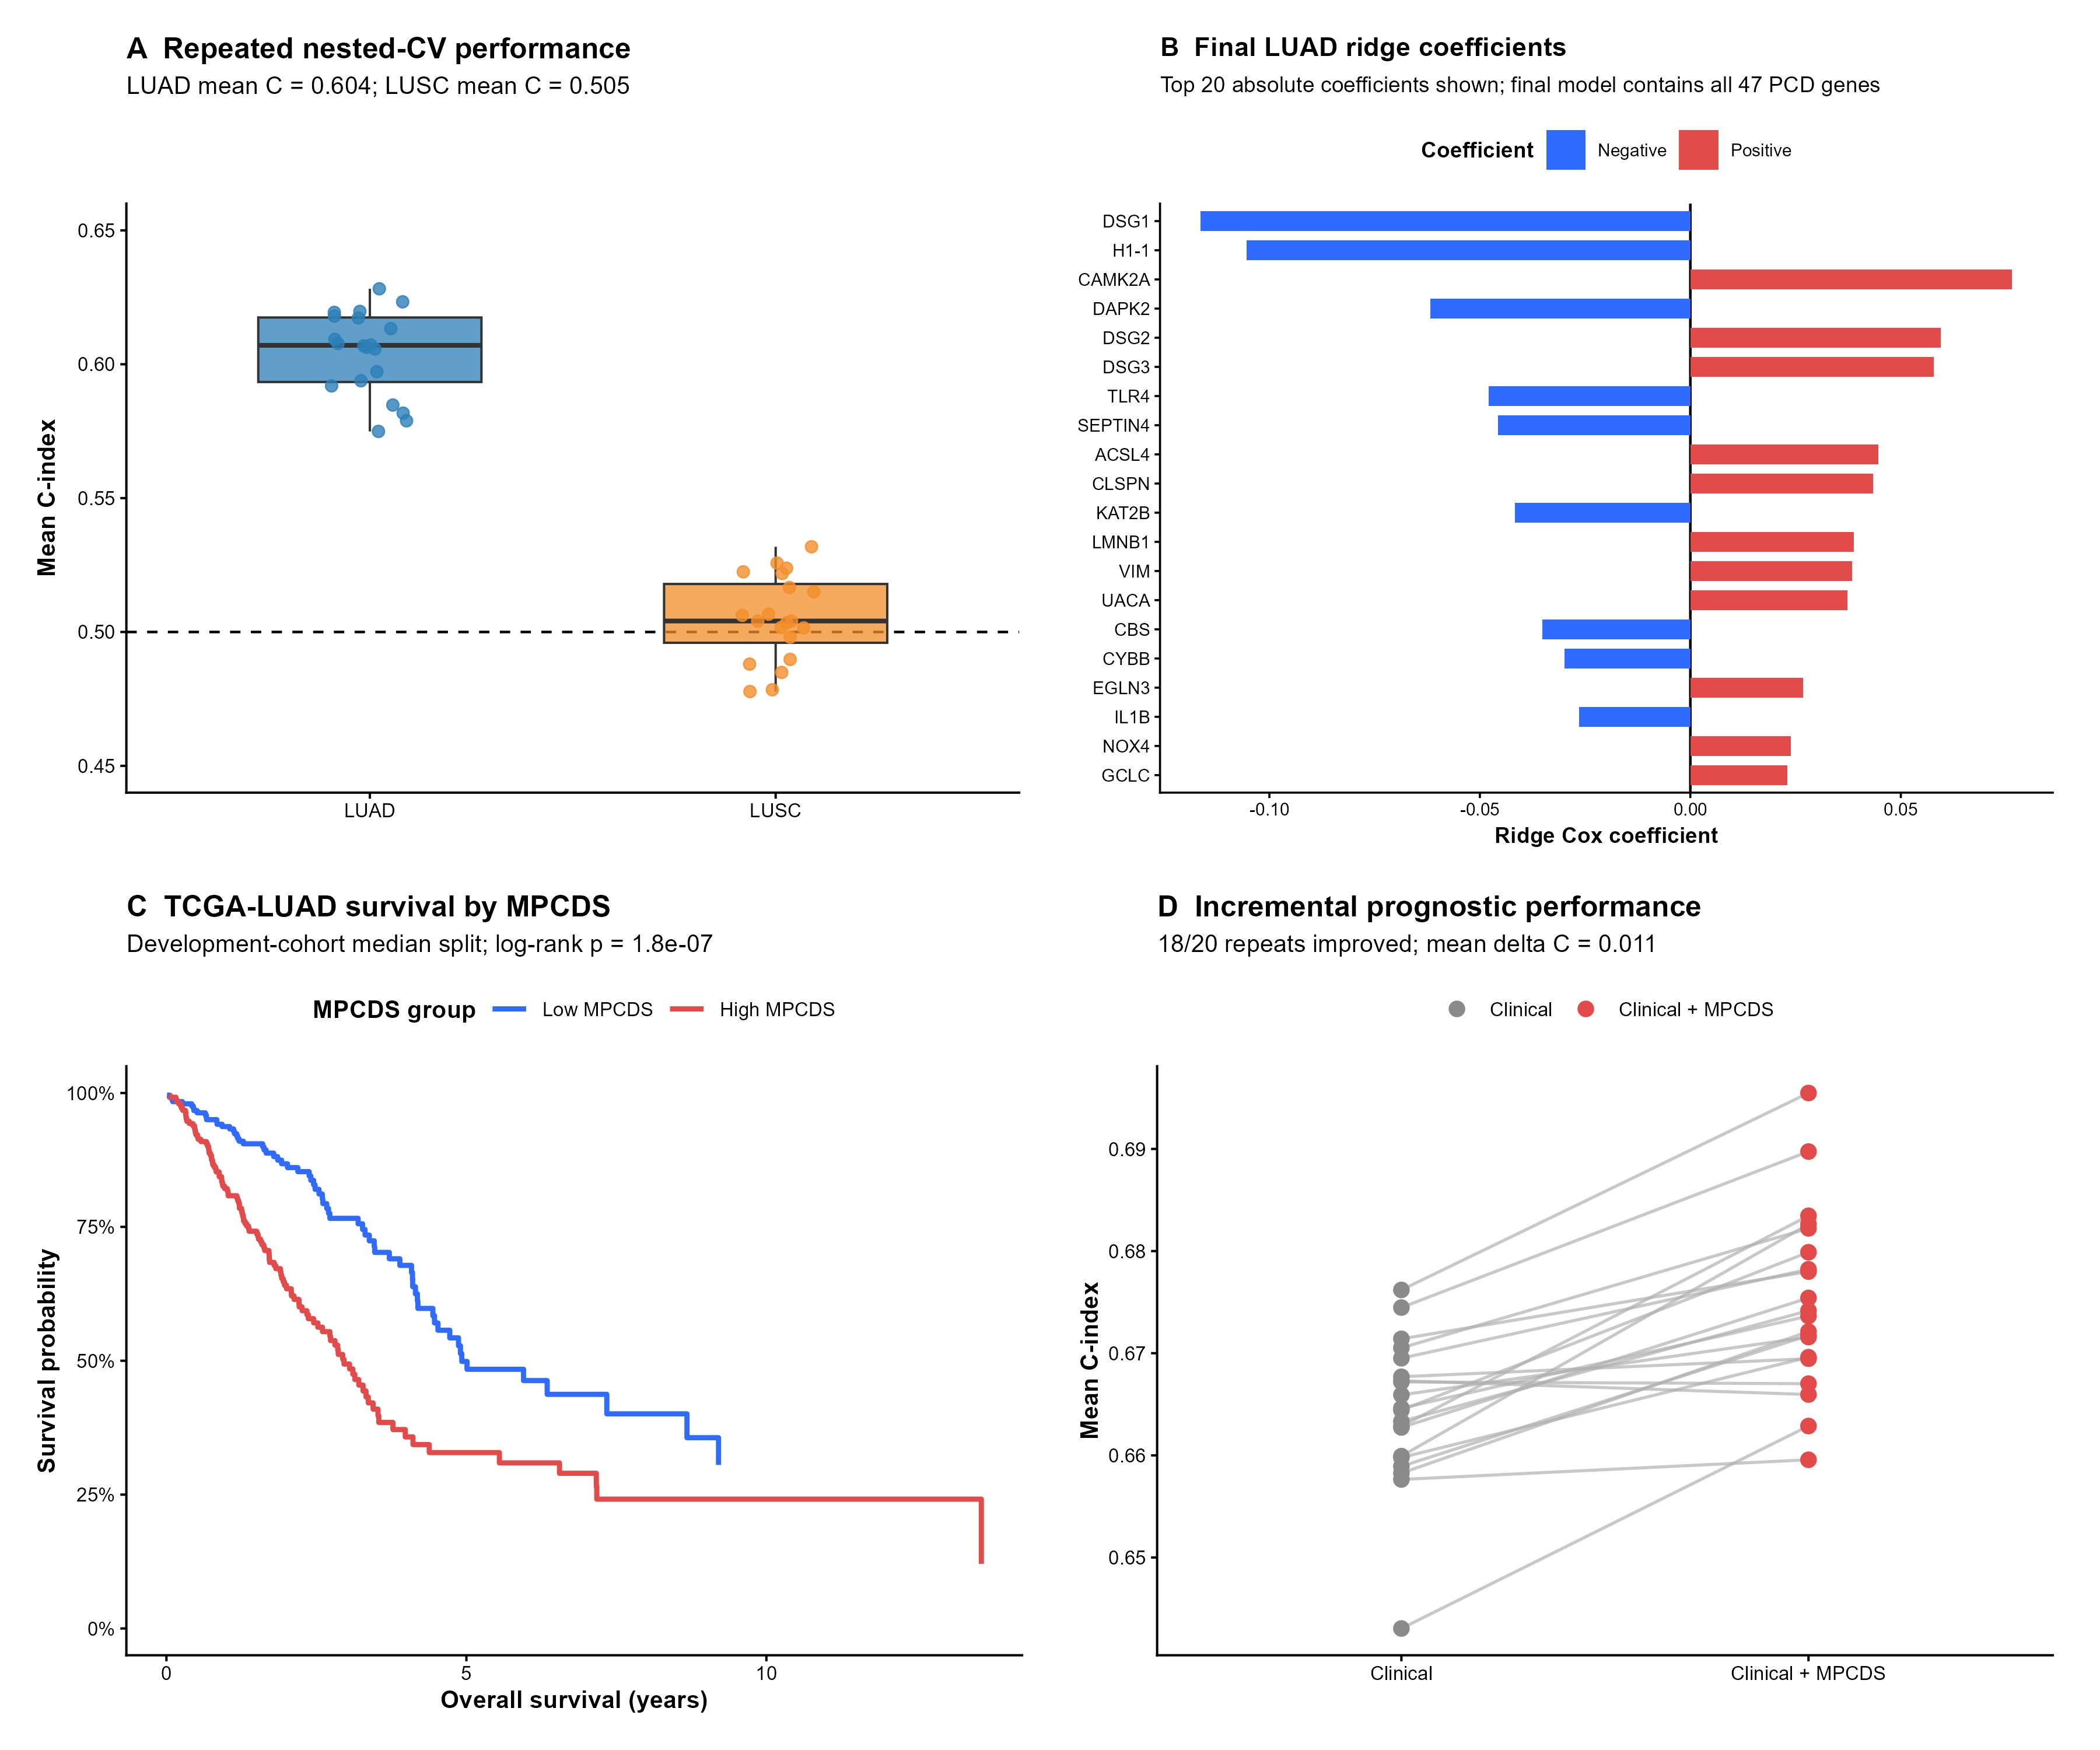 A  Repeated nested-CV performance
LUAD mean C = 0.604; LUSC mean C = 0.505
Mean C-index
0.65
0.60
0.55
0.50
0.45
LUAD
LUSC
B  Final LUAD ridge coefficients
Top 20 absolute coefficients shown; final model contains all 47 PCD genes
Coefficient Negative Positive
DSG1
H1-1
CAMK2A
DAPK2
DSG2
DSG3
TLR4
SEPTIN4
ACSL4
CLSPN
KAT2B
LMNB1
VIM
UACA
CBS
CYBB
EGLN3
IL1B
NOX4
GCLC
-0.10 -0.05 0.00 0.05
Ridge Cox coefficient
C  TCGA-LUAD survival by MPCDS
Development-cohort median split; log-rank p = 1.8e-07
MPCDS group Low MPCDS High MPCDS
Survival probability
100%
75%
50%
25%
0%
0 5 10
Overall survival (years)
D  Incremental prognostic performance
18/20 repeats improved; mean delta C = 0.011
Clinical Clinical + MPCDS
Mean C-index
0.69
0.68
0.67
0.66
0.65
Clinical
Clinical + MPCDS